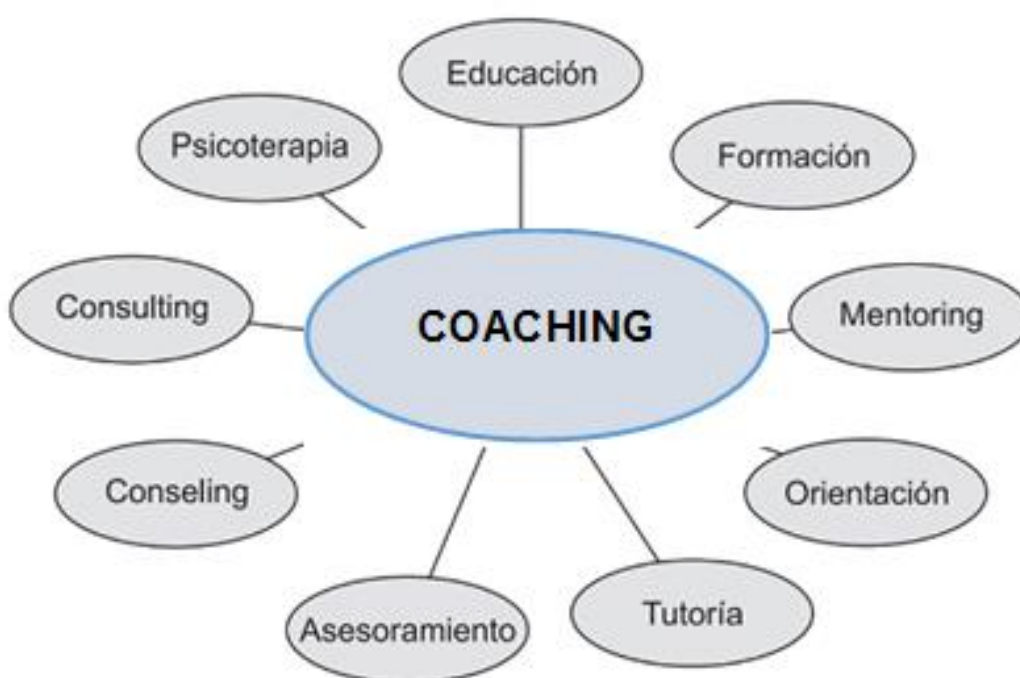 Educación
Psicoterapia
Formación
Consulting
COACHING
Mentoring
Conseling
Orientación
Asesoramiento
Tutoría